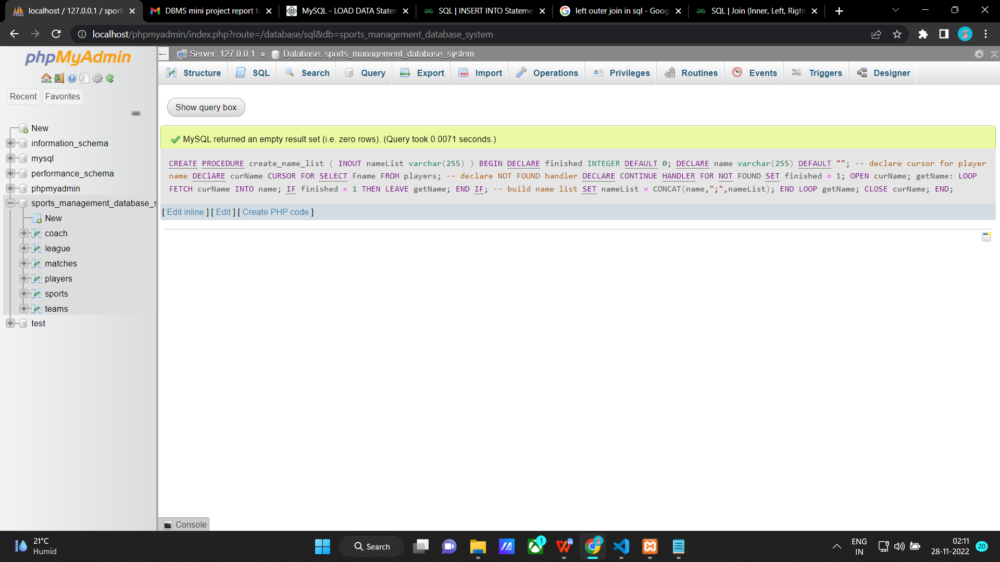 localhost / 127.0.0.1 / sport
DBMS mini project report fo
MySQL - LOAD DATA Statem
SQL | INSERT INTO Stateme
left outer join in sql - Goog
SQL | Join (Inner, Left, Right
localhost/phpmyadmin/index.php?route=/database/sql&db=sports_management_database_system
phpMyAdmin
Recent
Favorites
New
information_schema
mysql
performance_schema
phpmyadmin
sports_management_database_s
New
coach
league
matches
players
sports
teams
test
Server: 127.0.0.1 » Database: sports_management_database_system
Structure SQL Search Query Export Import Operations Privileges Routines Events Triggers Designer
Show query box
MySQL returned an empty result set (i.e. zero rows). (Query took 0.0071 seconds.)
CREATE PROCEDURE create_name_list ( INOUT nameList varchar(255) ) BEGIN DECLARE finished INTEGER DEFAULT 0; DECLARE name varchar(255) DEFAULT ""; -- declare cursor for player
name DEClARE curName CURSOR FOR SELECT Fname FROM players; -- declare NOT FOUND handler DECLARE CONTINUE HANDLER FOR NOT FOUND SET finished = 1; OPEN curName; getName: LOOP
FETCH curName INTO name; IF finished = 1 THEN LEAVE getName; END IF; -- build name list SET nameList = CONCAT(name,";",nameList); END LOOP getName; CLOSE curName; END;
[ Edit inline ] [ Edit ] [ Create PHP code ]
Console
21°C
Humid
Search
1
ENG
IN
02:11
28-11-2022
20